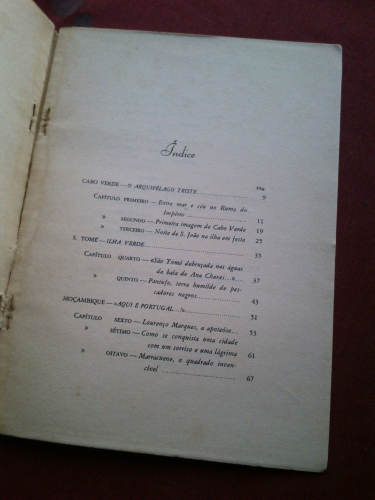 Índice
Pág.
CABO VERDE — O ARQUIPÉLAGO TRISTE 9
CAPÍTULO PRIMEIRO — Entre mar e céu no Rumo do
Império 11
» SEGUNDO — Primeira imagem de Cabo Verde 19
» TERCEIRO — Noite de S. João na ilha em festa 25
S. TOMÉ — ILHA VERDE 33
CAPÍTULO QUARTO — «São Tomé debruçada nas águas
da baía de Ana Chaves...» 37
» QUINTO — Pantufo, terra humilde de pes-
cadores negros 43
MOÇAMBIQUE — «AQUI É PORTUGAL...» 51
CAPÍTULO SEXTO — Lourenço Marques, a apoteose 53
» SÉTIMO — Como se conquista uma cidade
com um sorriso e uma lágrima 61
» OITAVO — Marracuene, o quadrado inven-
cível 67